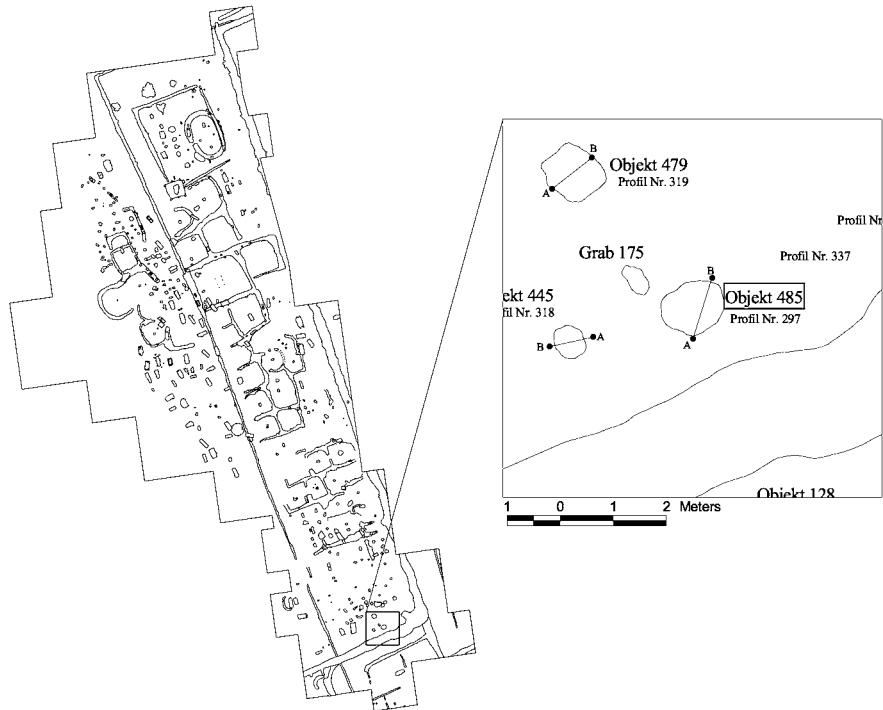 B
Objekt 479
A
Profil Nr. 319
Profil Nr
Grab 175
Profil Nr. 337
B
ekt 445
Objekt 485
fil Nr. 318
Profil Nr. 297
B A
A
Objekt 128
1 0 1 2 Meters